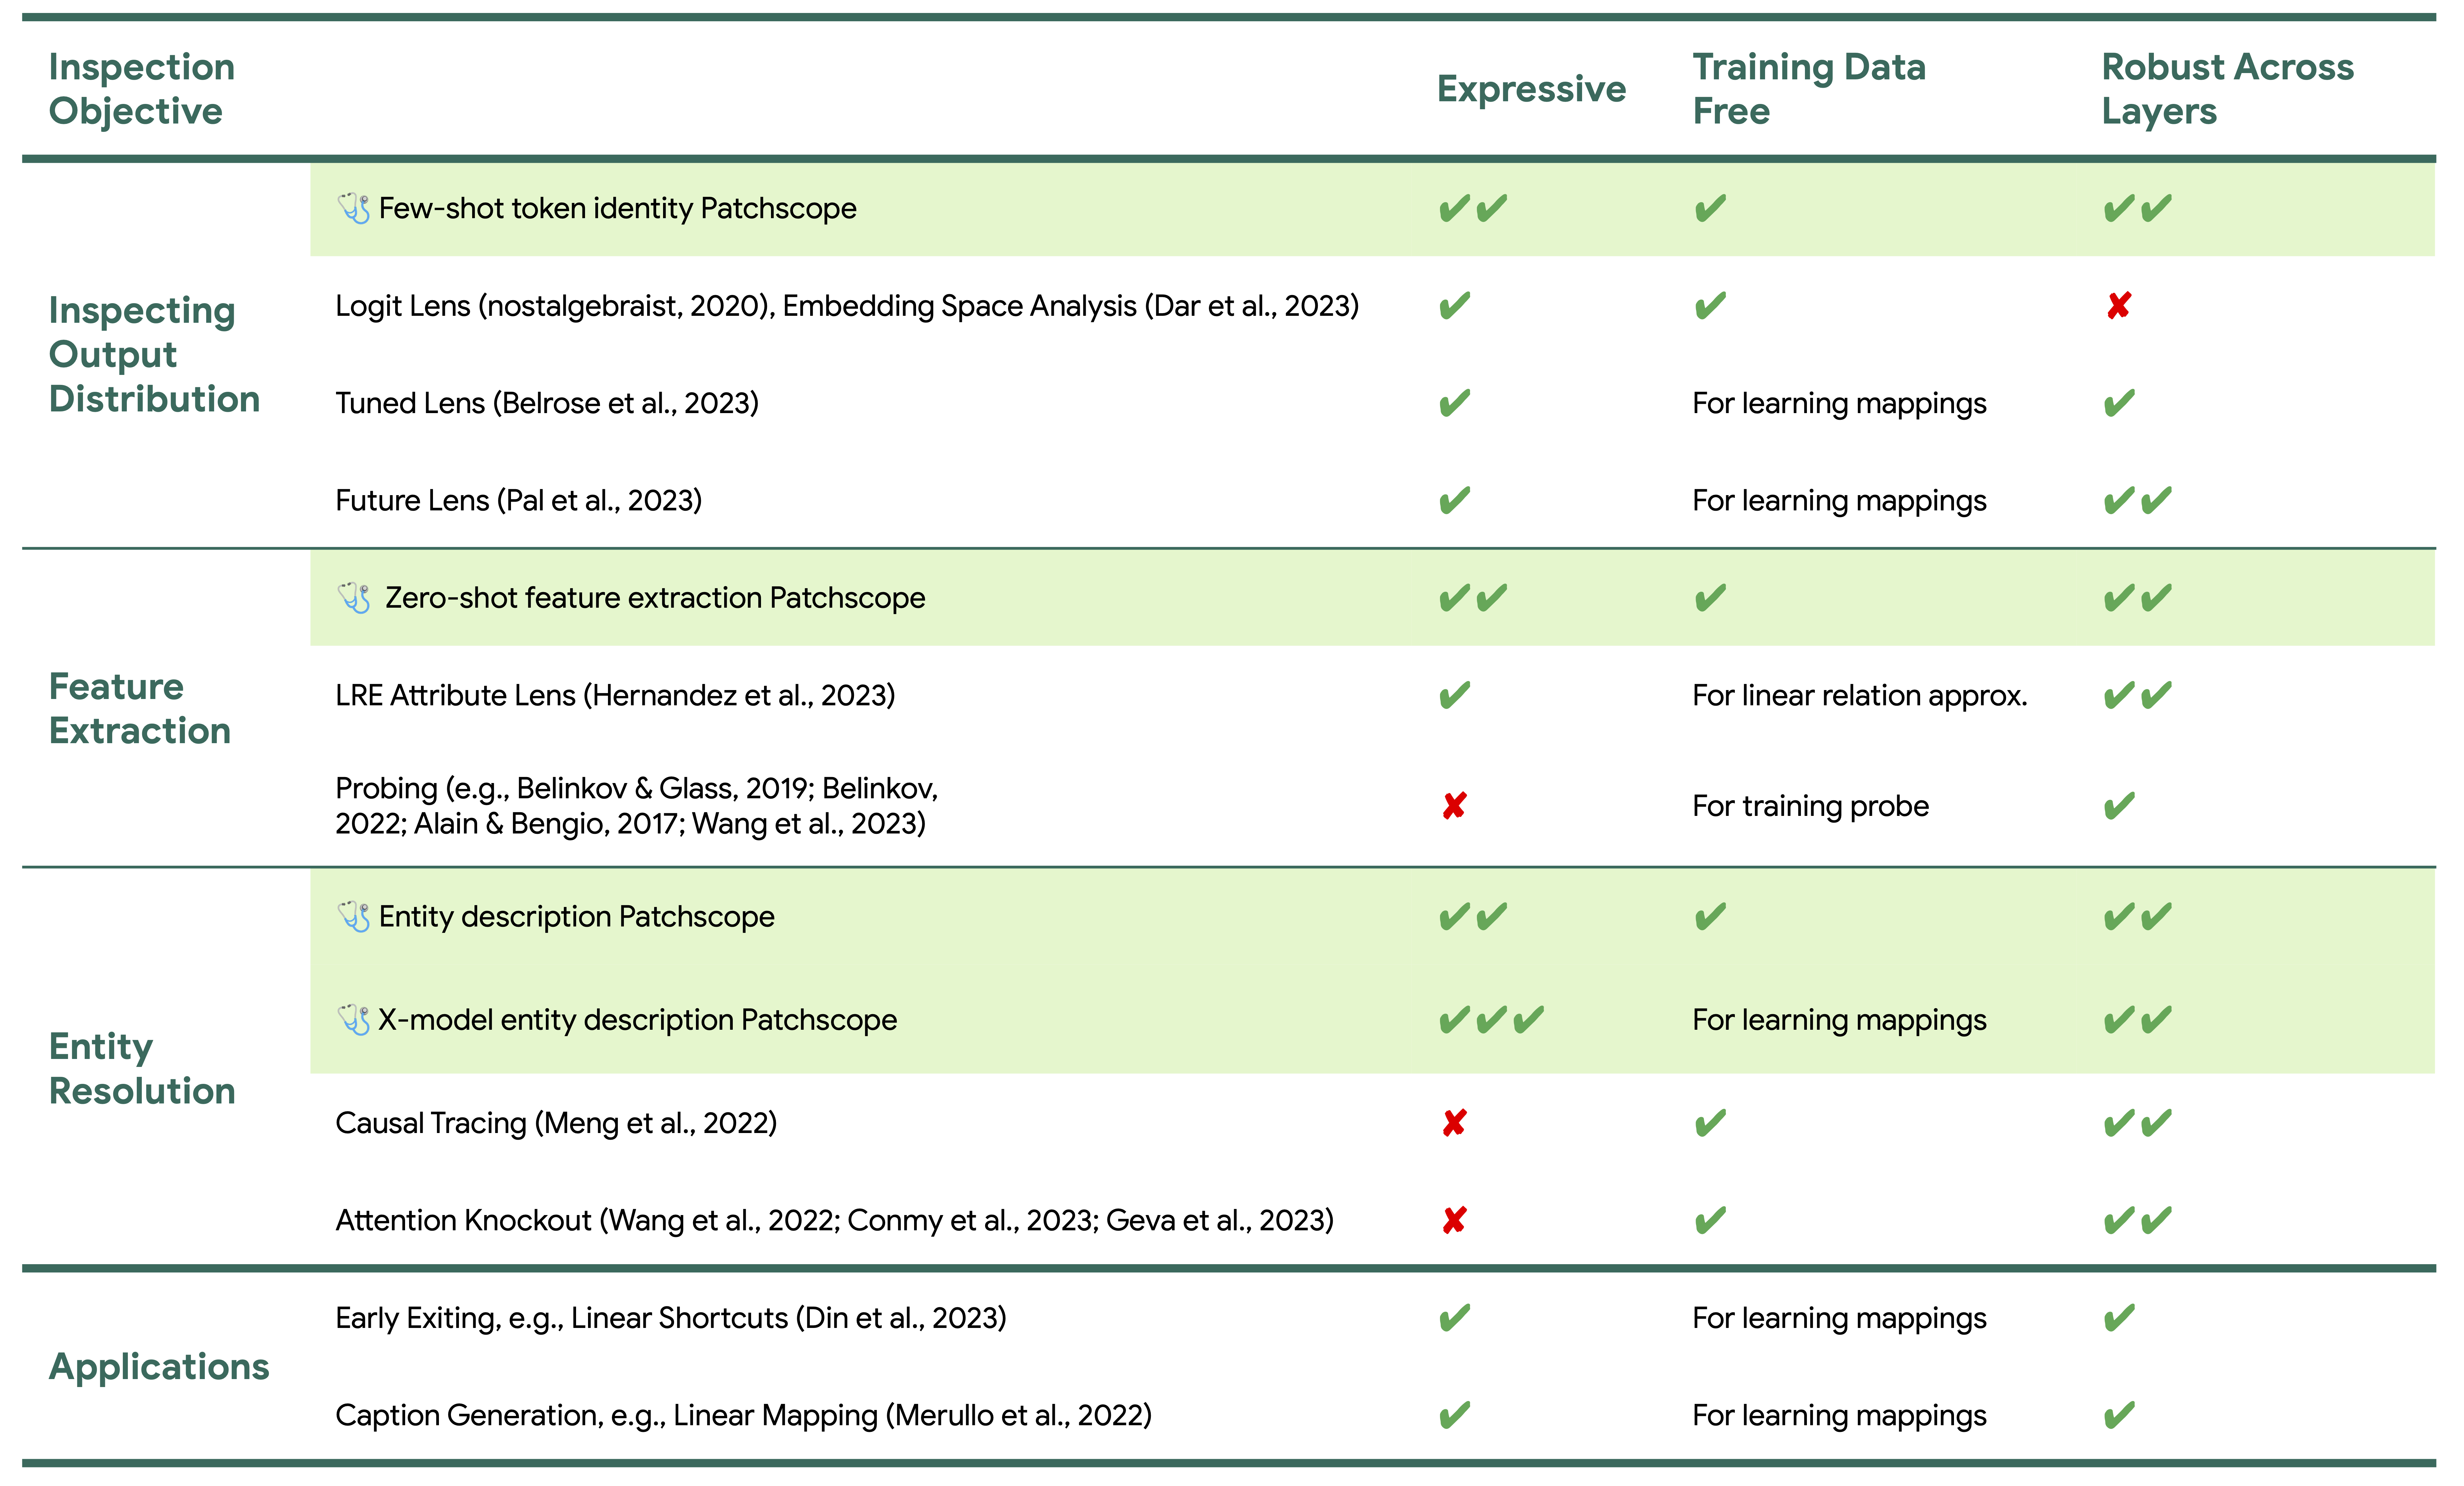 Inspection
Objective
Expressive
Training Data
Free
Robust Across
Layers
Inspecting
Output
Distribution
🩺 Few-shot token identity Patchscope ✔✔ ✔ ✔✔
Logit Lens (nostalgebraist, 2020), Embedding Space Analysis (Dar et al., 2023) ✔ ✔ ✘
Tuned Lens (Belrose et al., 2023) ✔ For learning mappings ✔
Future Lens (Pal et al., 2023) ✔ For learning mappings ✔✔
Feature
Extraction
🩺 Zero-shot feature extraction Patchscope ✔✔ ✔ ✔✔
LRE Attribute Lens (Hernandez et al., 2023) ✔ For linear relation approx. ✔✔
Probing (e.g., Belinkov & Glass, 2019; Belinkov,
2022; Alain & Bengio, 2017; Wang et al., 2023) ✘ For training probe ✔
Entity
Resolution
🩺 Entity description Patchscope ✔✔ ✔ ✔✔
🩺 X-model entity description Patchscope ✔✔✔ For learning mappings ✔✔
Causal Tracing (Meng et al., 2022) ✘ ✔ ✔✔
Attention Knockout (Wang et al., 2022; Conmy et al., 2023; Geva et al., 2023) ✘ ✔ ✔✔
Applications
Early Exiting, e.g., Linear Shortcuts (Din et al., 2023) ✔ For learning mappings ✔
Caption Generation, e.g., Linear Mapping (Merullo et al., 2022) ✔ For learning mappings ✔